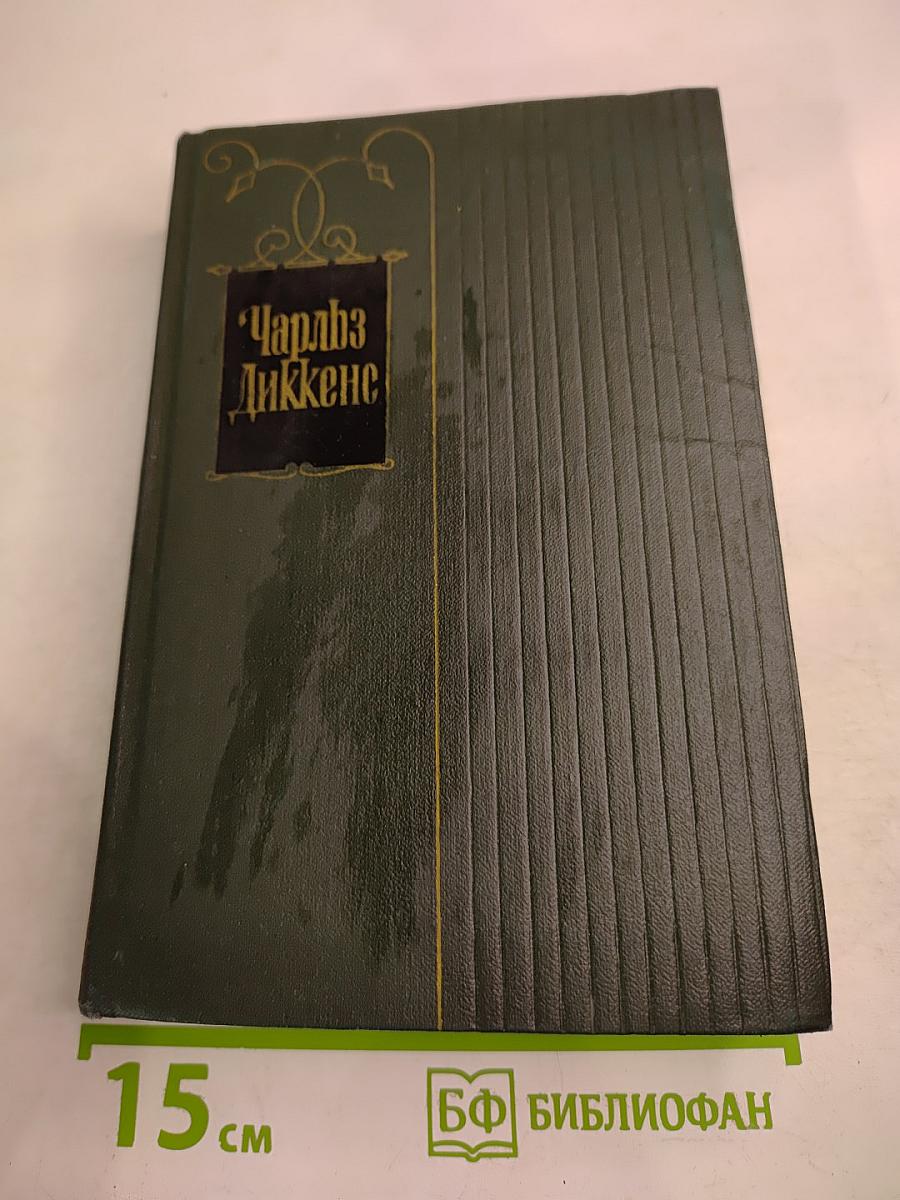 Чарльз
Диккенс
15 см
БФ БИБЛИОФАН